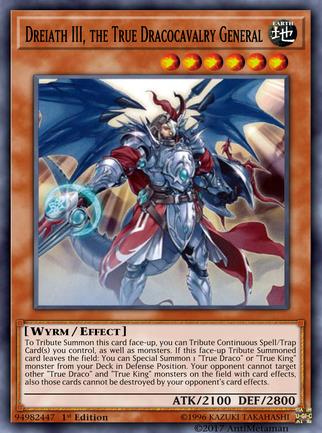 Dreiath III, the True Dracocavalry General
EARTH
地
[Wyrm / Effect]
To Tribute Summon this card face-up, you can Tribute Continuous Spell/Trap
Card(s) you control, as well as monsters. If this face-up Tribute Summoned
card leaves the field: You can Special Summon 1 "True Draco" or "True King"
monster from your Deck in Defense Position. Your opponent cannot target
other "True Draco" and "True King" monsters on the field with card effects,
also those cards cannot be destroyed by your opponent's card effects.
ATK/2100 DEF/2800
94982447 1st Edition ©1996 KAZUKI TAKAHASHI
©2017 AntiMetaman